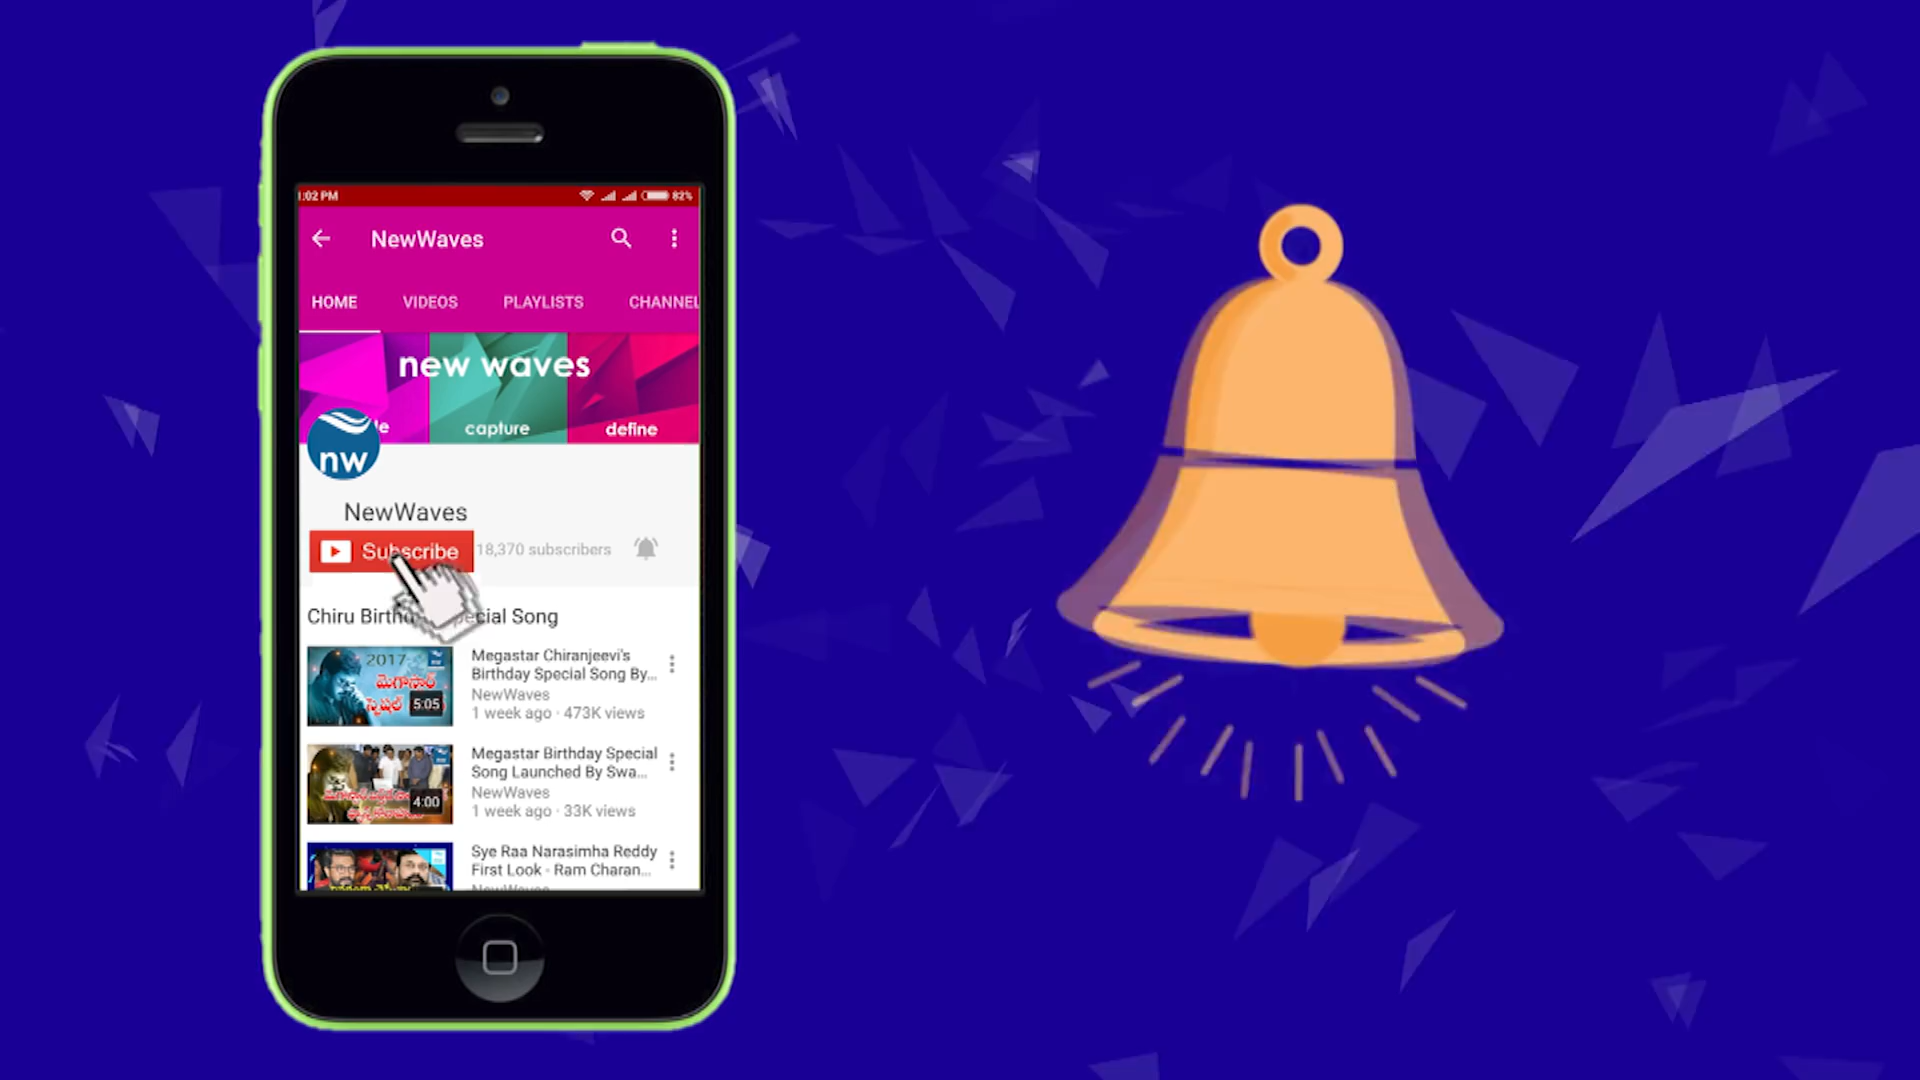 1:02 PM
82%
NewWaves
HOME VIDEOS PLAYLISTS CHANNEL
new waves
capture
define
nw
NewWaves
Subscribe
18,370 subscribers
Chiru Special Song
Megastar Chiranjeevi's
Birthday Special Song By...
NewWaves
1 week ago · 473K views
2017
మెగాస్టార్
స్పెషల్
5:05
Megastar Birthday Special
Song Launched By Swa...
NewWaves
1 week ago · 33K views
4:00
Sye Raa Narasimha Reddy
First Look - Ram Charan...
NewWaves